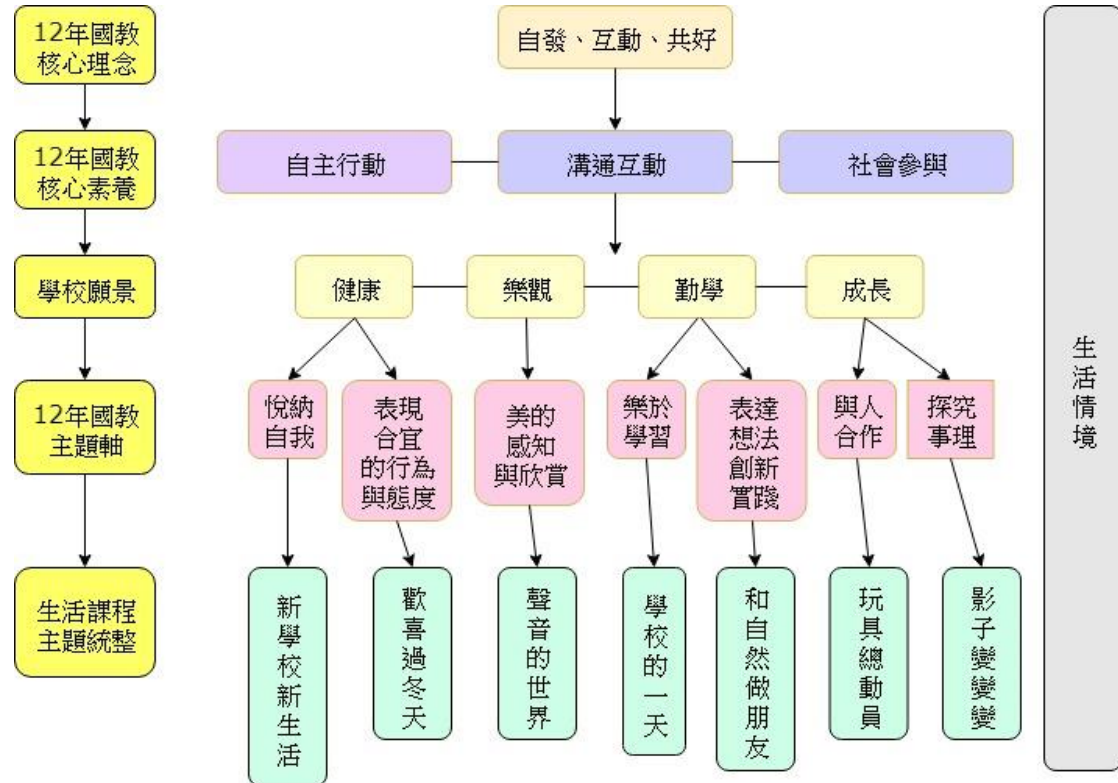 12年國教
核心理念
自發、互動、共好
12年國教
核心素養
自主行動
溝通互動
社會參與
學校願景
健康
樂觀
勤學
成長
12年國教
主題軸
悅納
自我
表現
合宜
的行為
與態度
美的
感知
與欣賞
樂於
學習
表達
想法
創新
實踐
與人
合作
探究
事理
生活課程
主題統整
新學校新生活
歡喜過冬天
聲音的世界
學校的一天
和自然做朋友
玩具總動員
影子變變變
生活情境